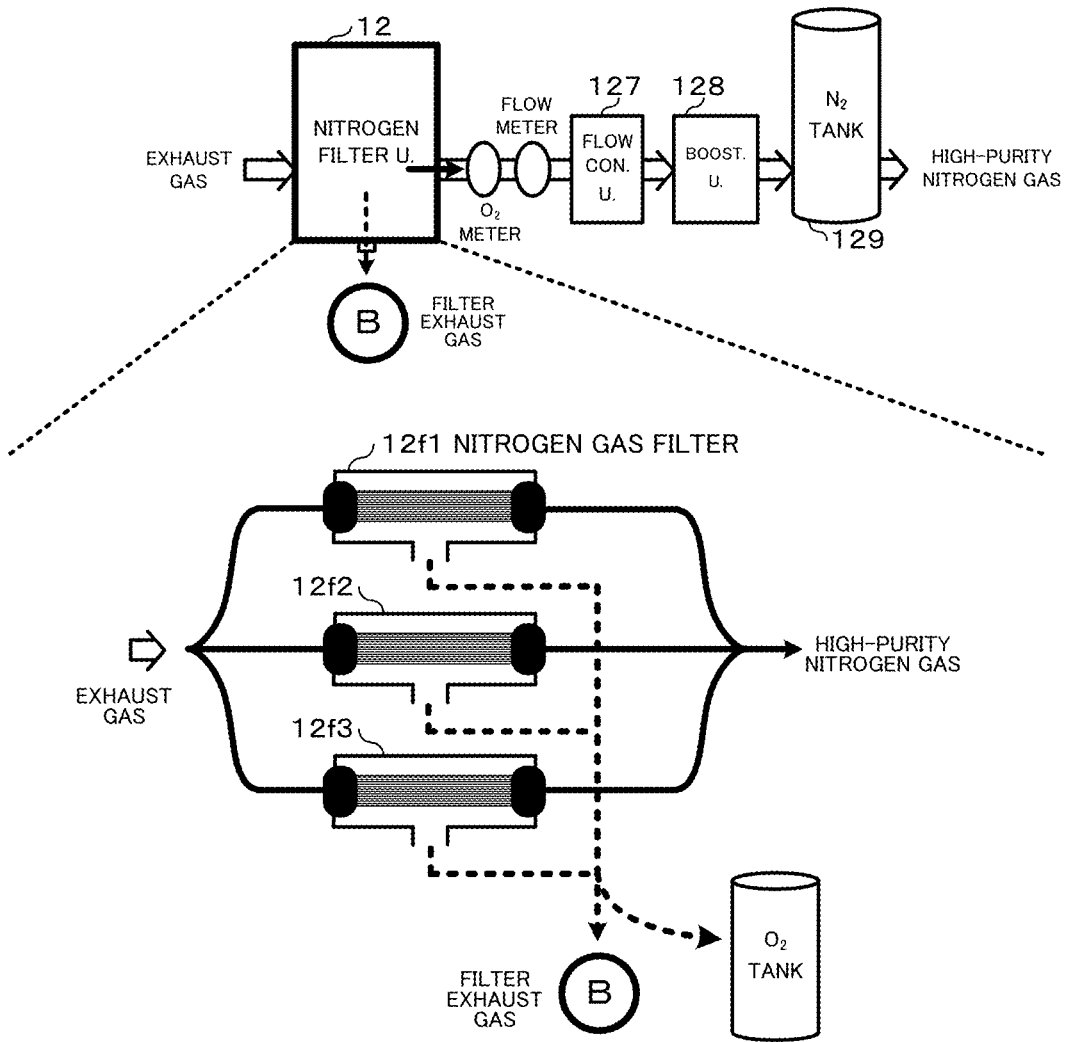 12
NITROGEN
FILTER U.
EXHAUST
GAS
FLOW
METER
O₂
METER
127
FLOW
CON.
U.
128
BOOST.
U.
N₂
TANK
129
HIGH-PURITY
NITROGEN GAS
B
FILTER
EXHAUST
GAS
12f1 NITROGEN GAS FILTER
12f2
12f3
EXHAUST
GAS
HIGH-PURITY
NITROGEN GAS
FILTER
EXHAUST
GAS
B
O₂
TANK